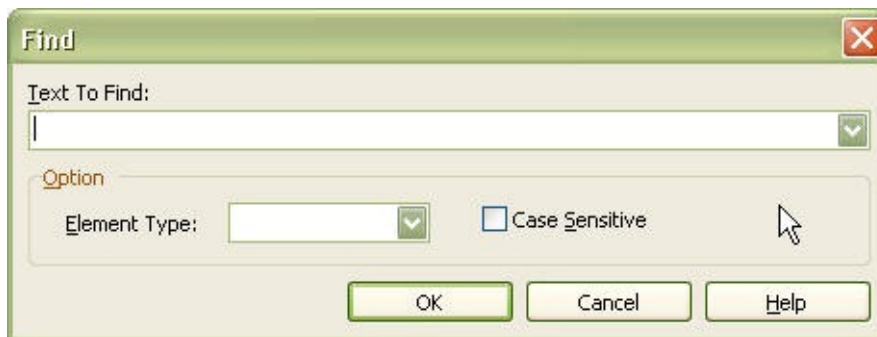 Find
Text To Find:
Option
Element Type:
Case Sensitive
OK
Cancel
Help